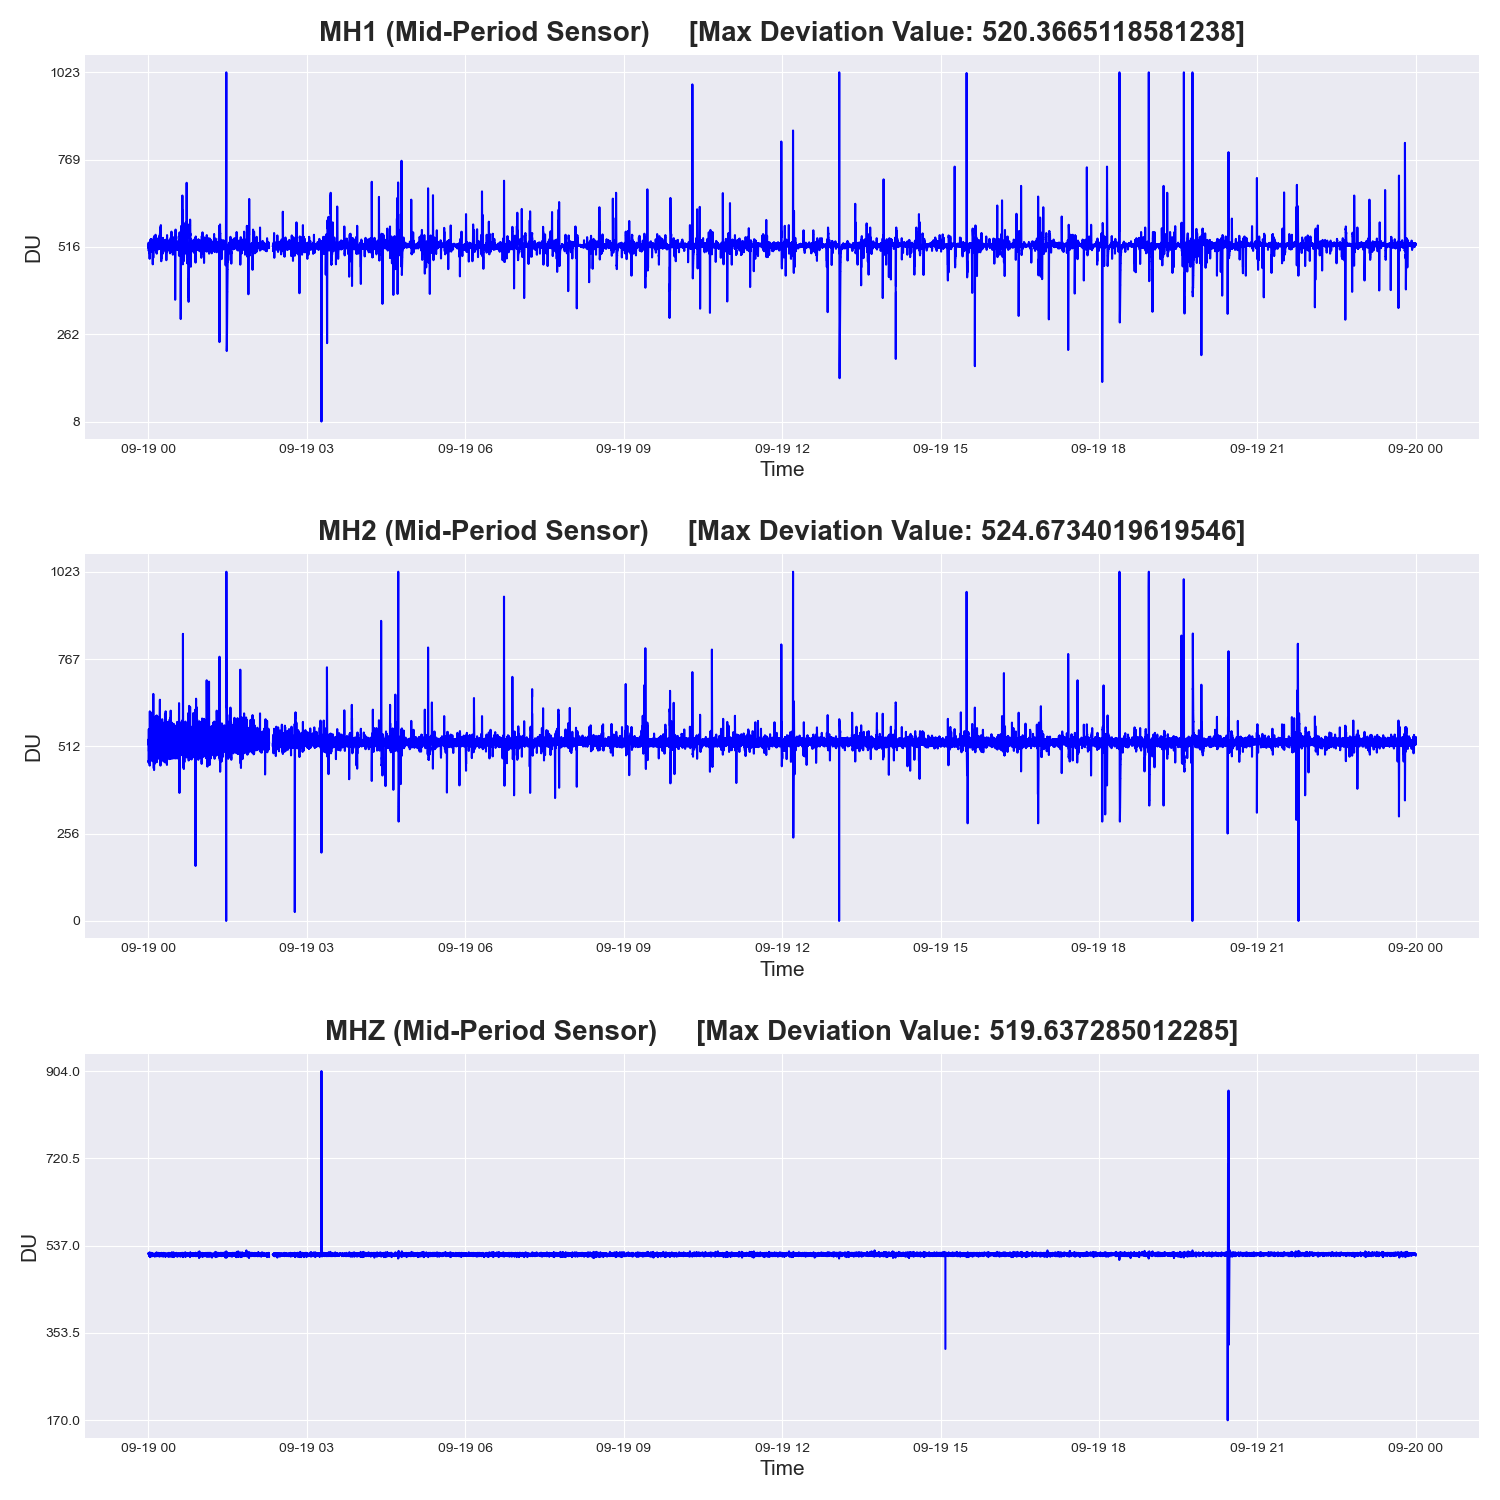 MH1 (Mid-Period Sensor) [Max Deviation Value: 520.3665118581238]
1023
769
516
262
8
DU
09-19 00 09-19 03 09-19 06 09-19 09 09-19 12 09-19 15 09-19 18 09-19 21 09-20 00
Time
MH2 (Mid-Period Sensor) [Max Deviation Value: 524.6734019619546]
1023
767
512
256
0
DU
09-19 00 09-19 03 09-19 06 09-19 09 09-19 12 09-19 15 09-19 18 09-19 21 09-20 00
Time
MHZ (Mid-Period Sensor) [Max Deviation Value: 519.637285012285]
904.0
720.5
537.0
353.5
170.0
DU
09-19 00 09-19 03 09-19 06 09-19 09 09-19 12 09-19 15 09-19 18 09-19 21 09-20 00
Time